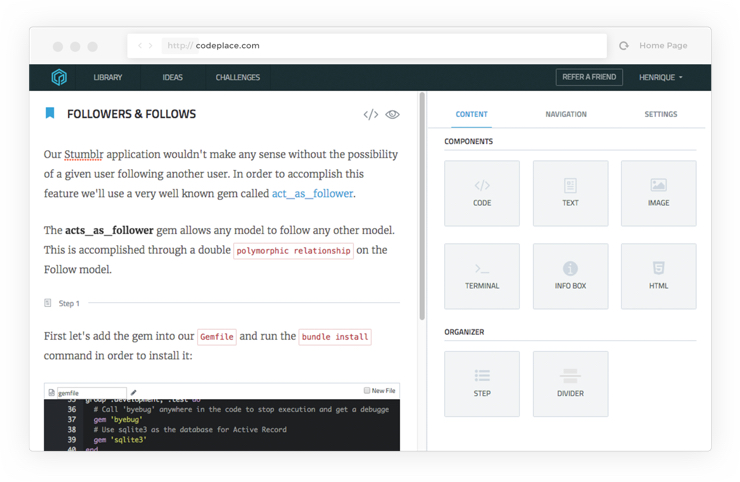 http:// codeplace.com
Home Page
LIBRARY IDEAS CHALLENGES REFER A FRIEND HENRIQUE
FOLLOWERS & FOLLOWS
Our Stumblr application wouldn't make any sense without the possibility
of a given user following another user. In order to accomplish this
feature we'll use a very well known gem called act_as_follower.
The acts_as_follower gem allows any model to follow any other model.
This is accomplished through a double polymorphic relationship on the
Follow model.
Step 1
First let's add the gem into our Gemfile and run the bundle install
command in order to install it:
gemfile
New File
35 group :development, :test do
36 # Call 'byebug' anywhere in the code to stop execution and get a debugge
37 gem 'byebug'
38 # Use sqlite3 as the database for Active Record
39 gem 'sqlite3'
40 end
CONTENT NAVIGATION SETTINGS
COMPONENTS
CODE TEXT IMAGE
TERMINAL INFO BOX HTML
ORGANIZER
STEP DIVIDER